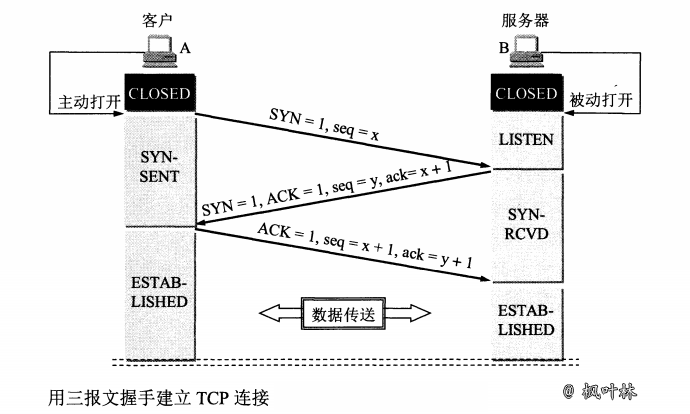 客户
服务器
A
B
CLOSED
CLOSED
主动打开
被动打开
SYN = 1, seq = x
LISTEN
SYN-
SENT
SYN = 1, ACK = 1, seq = y, ack= x + 1
SYN-
RCVD
ACK = 1, seq = x + 1, ack = y + 1
ESTAB-
LISHED
数据传送
ESTAB-
LISHED
用三报文握手建立 TCP 连接
@ 枫叶林